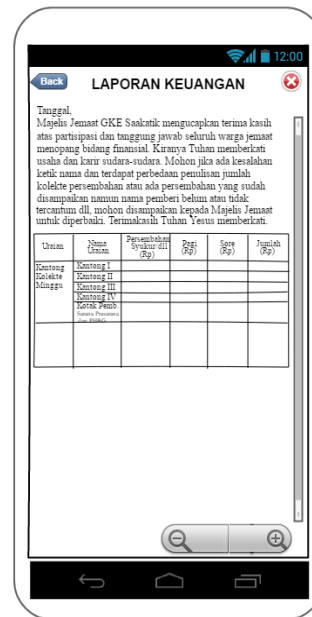 12:00
Back
LAPORAN KEUANGAN
Tanggal,
Majelis Jemaat GKE Saakatik mengucapkan terima kasih
atas partisipasi dan tanggung jawab seluruh warga jemaat
menopang bidang finansial. Kiranya Tuhan memberkati
usaha dan karir sudara-sudara. Mohon jika ada kesalahan
ketik nama dan terdapat perbedaan penulisan jumlah
kolekte persembahan atau ada persembahan yang sudah
disampaikan namun nama pemberi belum atau tidak
tercantum dll, mohon disampaikan kepada Majelis Jemaat
untuk diperbaiki. Terimakasih Tuhan Yesus memberkati.
Uraian
Nama
Uraian
Persembahan
Syukur/dll
(Rp)
Pagi
(Rp)
Sore
(Rp)
Jumlah
(Rp)
Kantong
Kolekte
Minggu
Kantong I
Kantong II
Kantong III
Kantong IV
Kotak Pemb.
Sarana Prasarana
dan PHBG